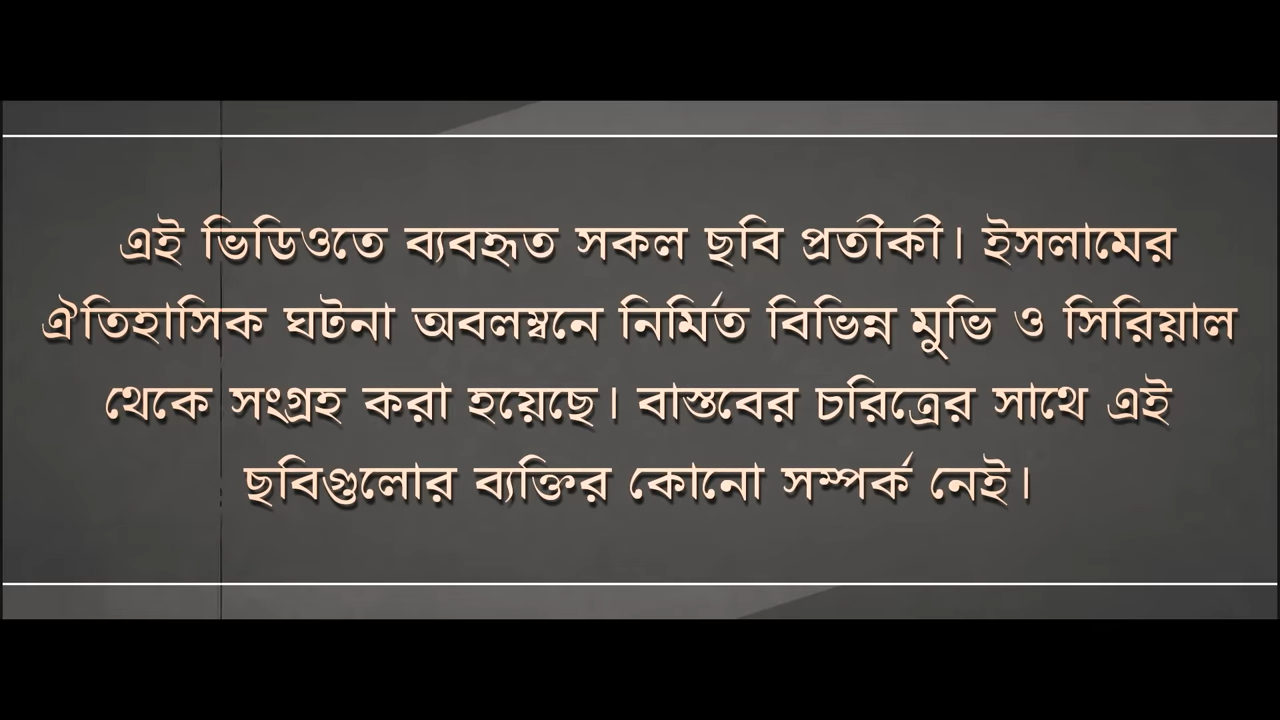 এই ভিডিওতে ব্যবহৃত সকল ছবি প্রতীকী। ইসলামের
ঐতিহাসিক ঘটনা অবলম্বনে নির্মিত বিভিন্ন মুভি ও সিরিয়াল
থেকে সংগ্রহ করা হয়েছে। বাস্তবের চরিত্রের সাথে এই
ছবিগুলোর ব্যক্তির কোনো সম্পর্ক নেই।